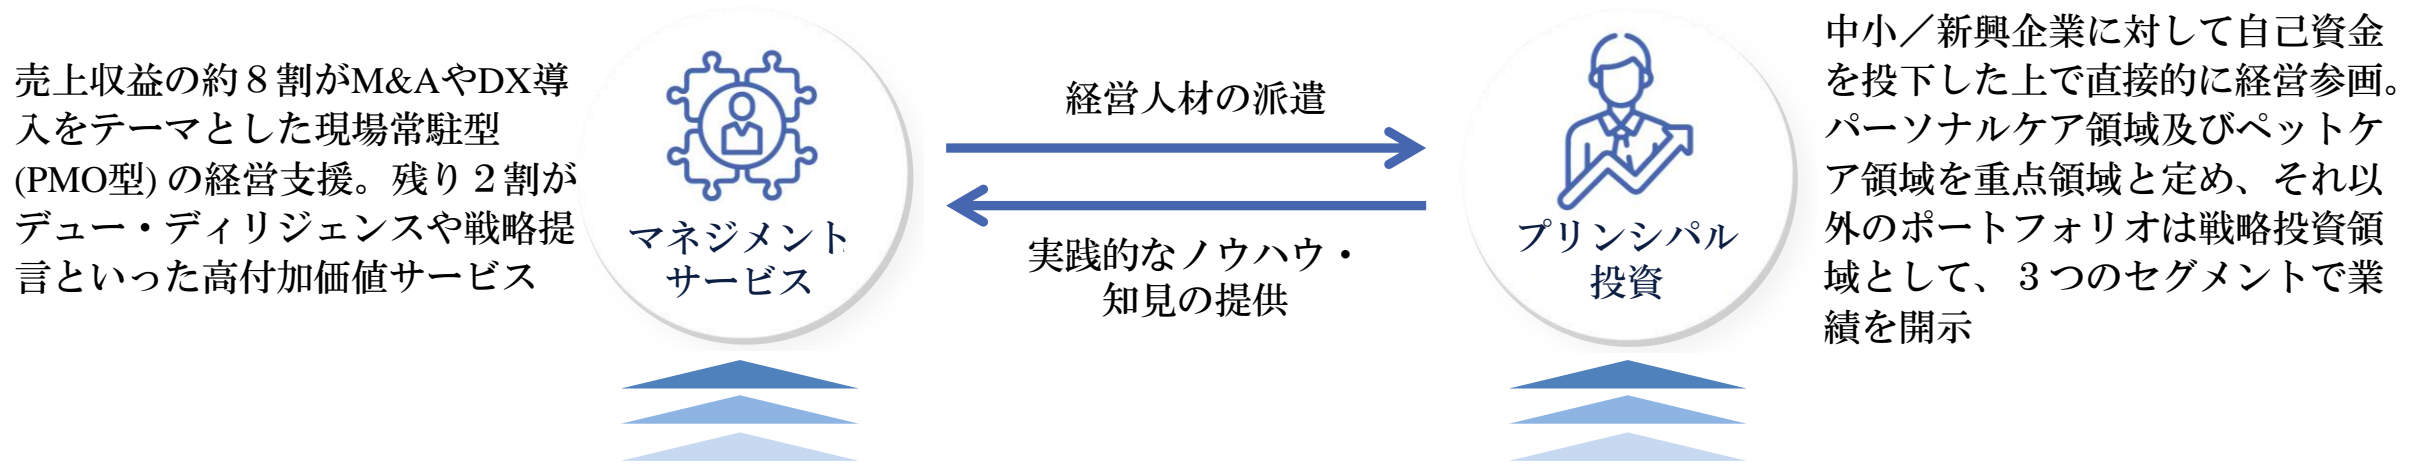 売上収益の約８割がM&AやDX導
入をテーマとした現場常駐型
(PMO型) の経営支援。残り２割が
デュー・ディリジェンスや戦略提
言といった高付加価値サービス
マネジメント
サービス
経営人材の派遣
実践的なノウハウ・
知見の提供
プリンシパル
投資
中小／新興企業に対して自己資金
を投下した上で直接的に経営参画。
パーソナルケア領域及びペットケ
ア領域を重点領域と定め、それ以
外のポートフォリオは戦略投資領
域として、３つのセグメントで業
績を開示